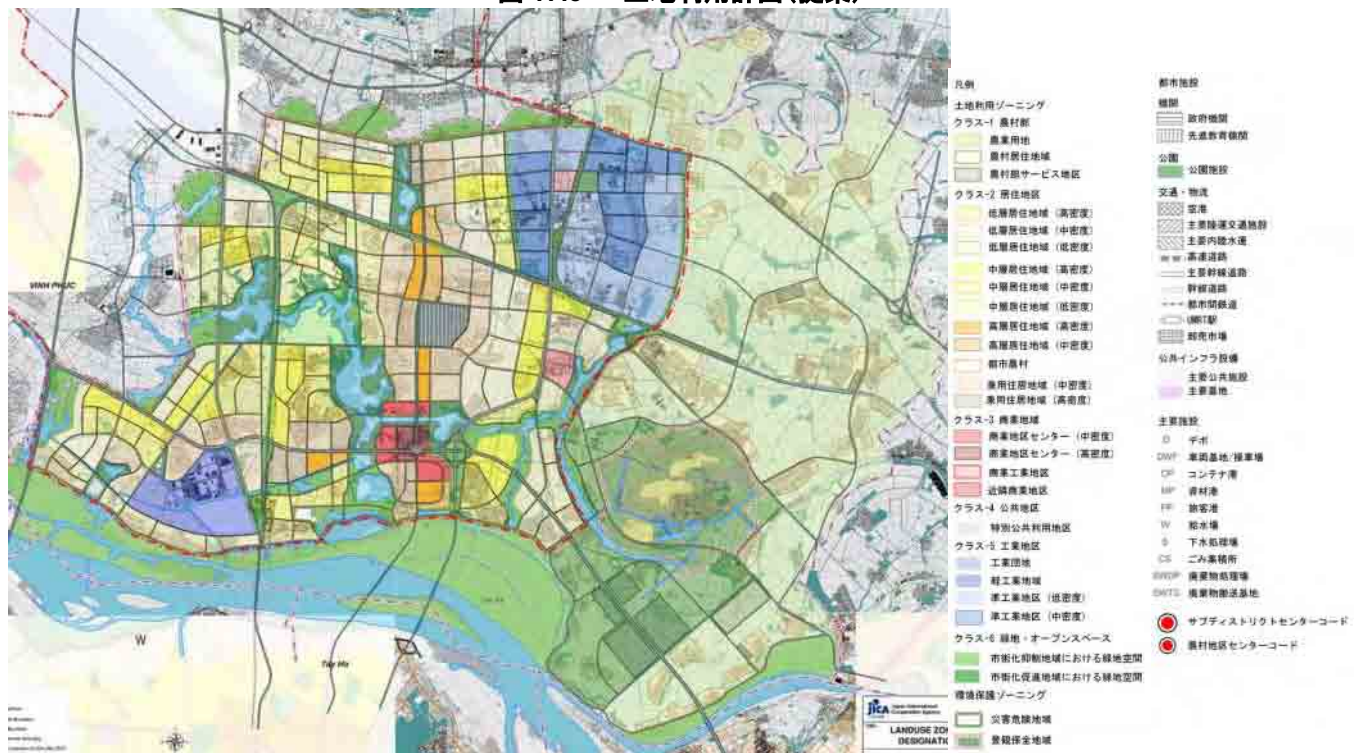 凡例
土地利用ゾーニング
クラス-1 農村部
農業用地
農村居住地域
農村部サービス地区
クラス-2 居住地区
低層居住地域 (高密度)
低層居住地域 (中密度)
低層居住地域 (低密度)
中層居住地域 (高密度)
中層居住地域 (中密度)
中層居住地域 (低密度)
高層居住地域 (高密度)
高層居住地域 (中密度)
都市農村
兼用住居地域 (中密度)
兼用住居地域 (高密度)
クラス-3 商業地域
商業地区センター (中密度)
商業地区センター (高密度)
商業工業地区
近隣商業地区
クラス-4 公共地区
特別公共利用地区
クラス-5 工業地区
工業団地
軽工業地域
準工業地区 (低密度)
準工業地区 (中密度)
クラス-6 緑地・オープンスペース
市街化抑制地域における緑地空間
市街化促進地域における緑地空間
環境保護ゾーニング
災害危険地域
景観保全地域
都市施設
機関
政府機関
先進教育機関
公園
公園施設
交通・物流
空港
主要陸運交通施設
主要内陸水運
高速道路
主要幹線道路
幹線道路
都市間鉄道
卸売市場
公共インフラ設備
主要公共施設
主要墓地
主要施設
D デポ
DWP 車両基地/操車場
CP コンテナ港
MP 資材港
PP 旅客港
W 給水場
S 下水処理場
CS ごみ集積所
SWDP 廃棄物処理場
SWTS 廃棄物搬送基地
サブディストリクトセンターコード
農村地区センターコード
VINH PHUC
W
Tay Ho
JICA Japan International Cooperation Agency
LANDUSE ZON
DESIGNATI